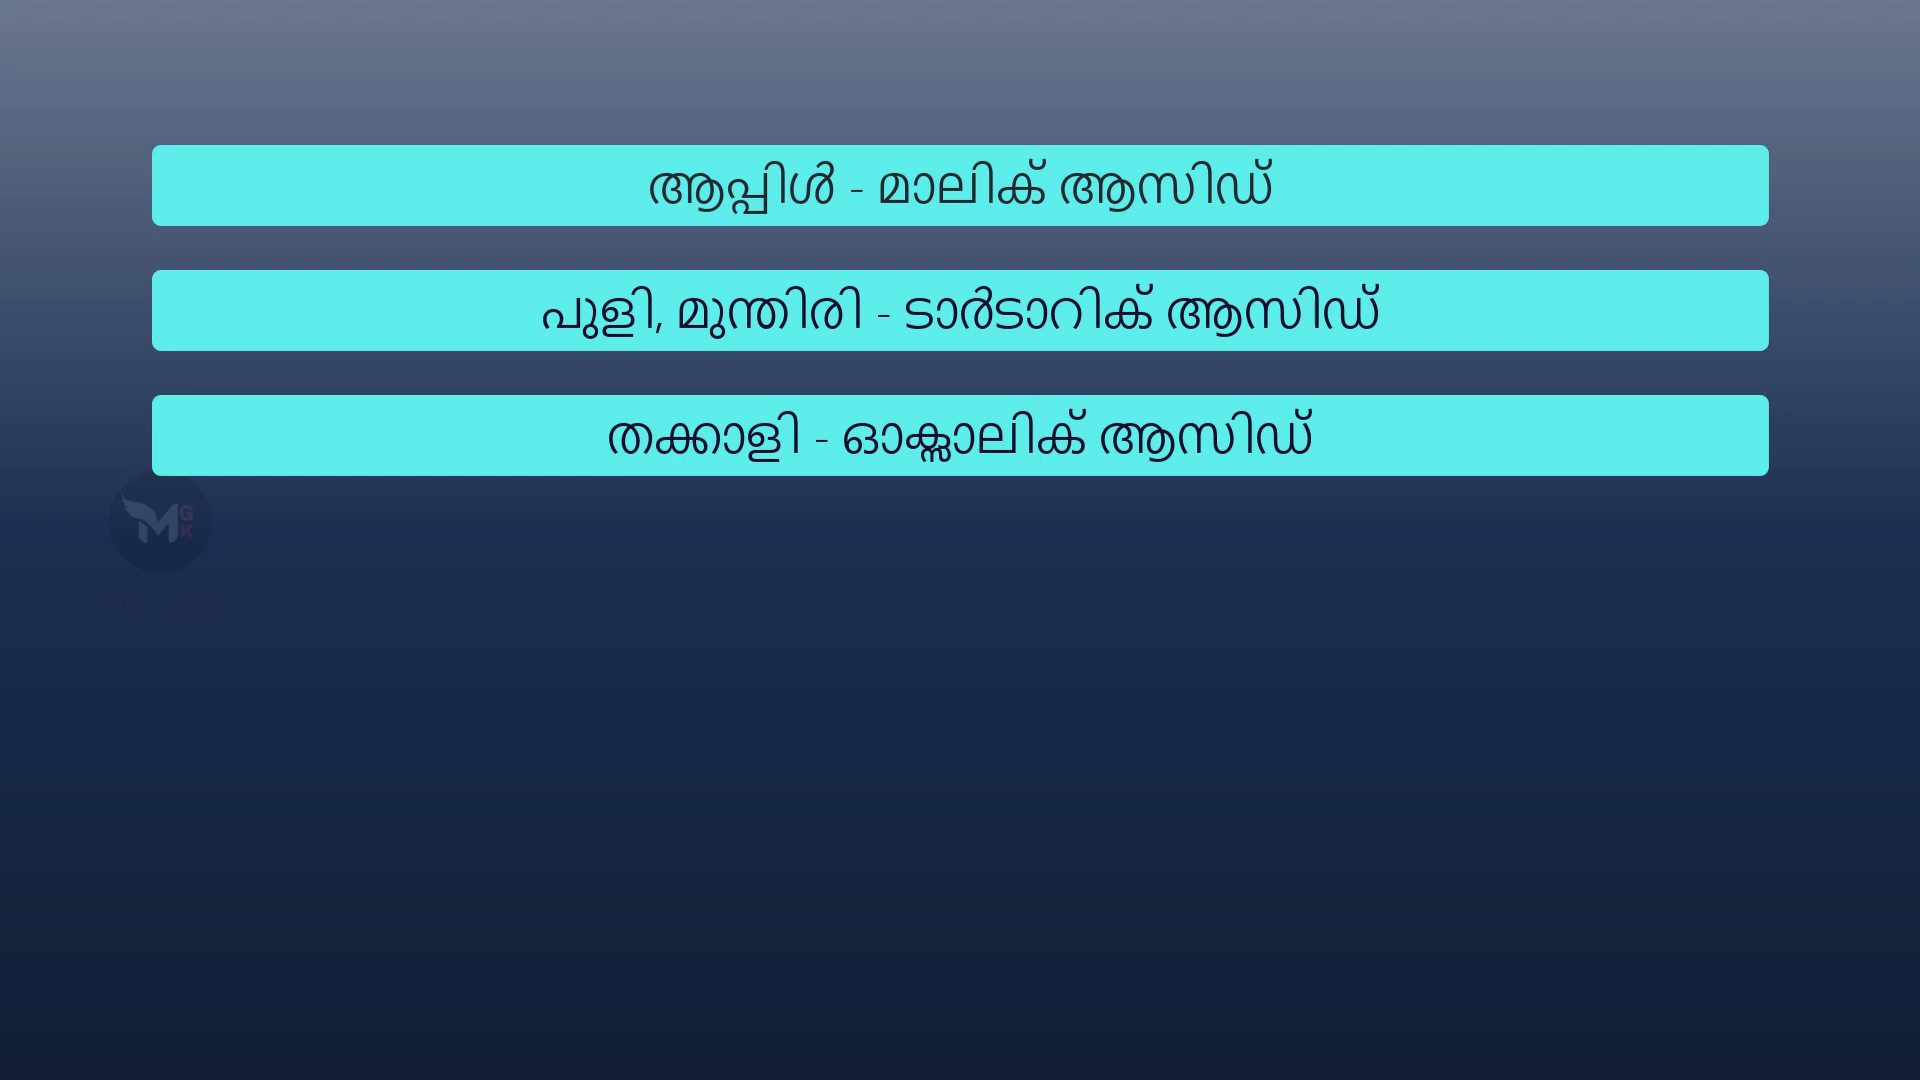 ആപ്പിൾ - മാലിക് ആസിഡ്
പുളി, മുന്തിരി - ടാർടാറിക് ആസിഡ്
തക്കാളി - ഓക്സാലിക് ആസിഡ്
M
G
K